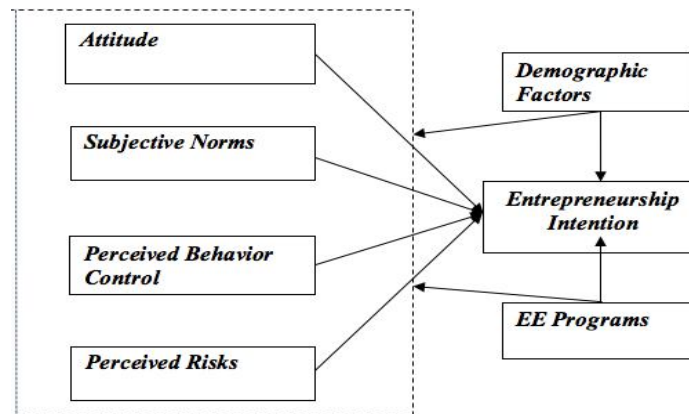 Attitude
Demographic
Factors
Subjective Norms
Entrepreneurship
Intention
Perceived Behavior
Control
EE Programs
Perceived Risks